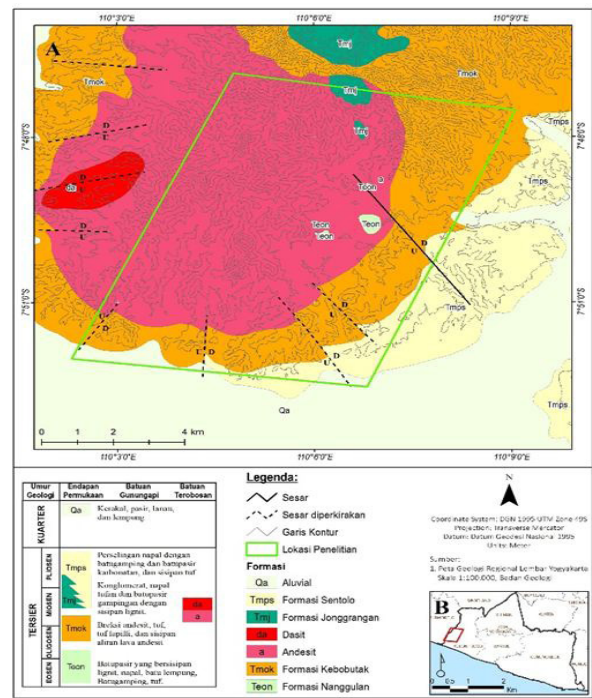 110°3'0"E
110°6'0"E
110°9'0"E
A
Tmj
Tmok
Tmok
Tmj
Tmps
7°48'0"S
7°48'0"S
Tmj
D
U
a
Teon
D
U
da
Teon
Teon
D
U
D
U
7°51'0"S
7°51'0"S
Tmps
U
D
U
D
U
D
U
D
Qa
Tmps
0 1 2 4 km
110°3'0"E
110°6'0"E
110°9'0"E
Umur Geologi
Endapan Permukaan
Batuan Gunungapi
Batuan Terobosan
KUARTER
Qa
Kerakal, pasir, lanau, dan lempung
TERSIER
PLIOSEN
MIOSEN
OLIGOSEN
EOSEN
Tmps
Perselingan napal dengan batugamping dan batupasir karbonatan, dan sisipan tuf
Tmj
Konglomerat, napal tufan dan batupasir gampingan dengan sisipan lignit.
da
a
Tmok
Breksi andesit, tuf, tuf lapilli, dan sisipan aliran lava andesit
Teon
Batupasir yang bersisipan lignit, napal, batu lempung, Batugamping, tuf.
Legenda:
Sesar
Sesar diperkirakan
Garis Kontur
Lokasi Penelitian
Formasi
Qa Aluvial
Tmps Formasi Sentolo
Tmj Formasi Jonggrangan
da Dasit
a Andesit
Tmok Formasi Kebobutak
Teon Formasi Nanggulan
N
Coordinate System: DGN 1995 UTM Zone 49S
Projection: Transverse Mercator
Datum: Datum Geodesi Nasional 1995
Units: Meter
Sumber:
1. Peta Geologi Regional Lembar Yogyakarta
Skala 1:100.000, Badan Geologi
B
0 0,5 1 2
Km